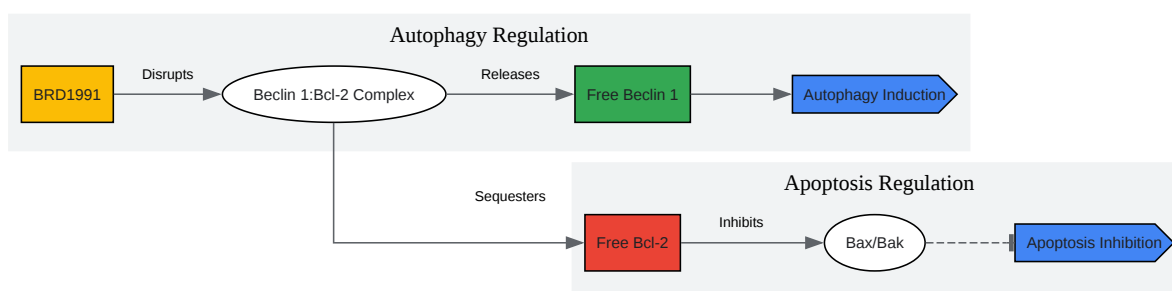 Autophagy Regulation
BRD1991
Disrupts
Beclin 1:Bcl-2 Complex
Releases
Free Beclin 1
Autophagy Induction
Sequesters
Apoptosis Regulation
Free Bcl-2
Inhibits
Bax/Bak
Apoptosis Inhibition